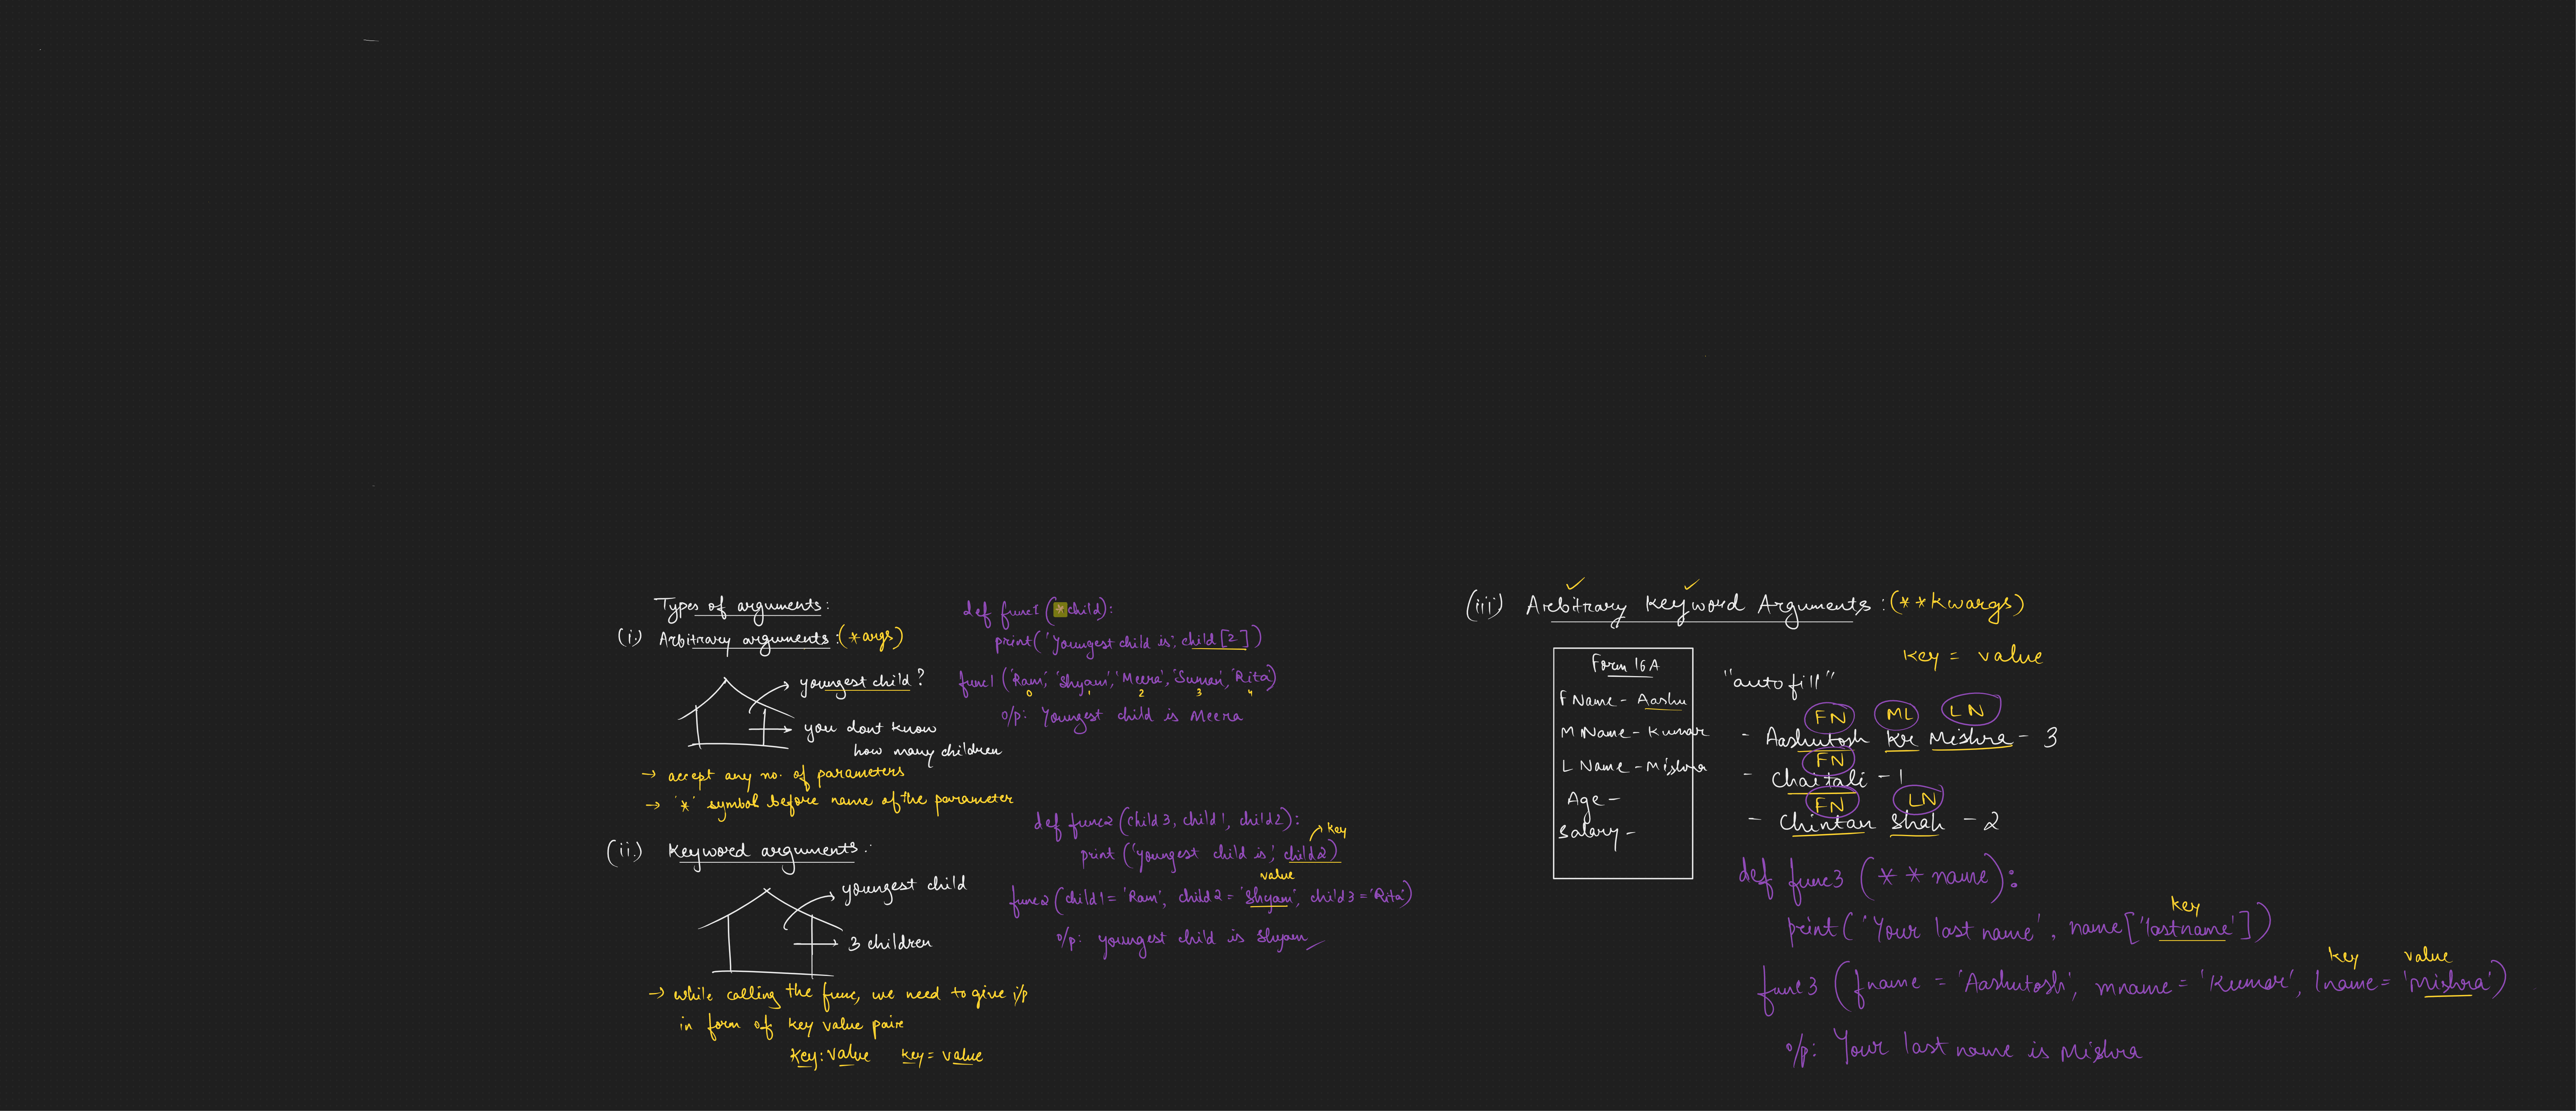 Types of arguments:
(i.) Arbitrary arguments: (*args)
youngest child?
you dont know
how many children
→ accept any no. of parameters
→ '*' symbol before name of the parameter
def func1 (*child):
print('Youngest child is', child[2])
func1 ('Ram', 'Shyam', 'Meera', 'Suman', 'Rita')
0 1 2 3 4
o/p: Youngest child is Meera
(ii.) Keyword arguments:
youngest child
3 children
→ while calling the func, we need to give i/p
in form of key value pair
key: value key = value
def func2 (child3, child1, child2):
key
print ('youngest child is', child2)
value
func2 (child1 = 'Ram', child2 = 'Shyam', child3 = 'Rita')
o/p: youngest child is Shyam
(iii) Arbitrary Keyword Arguments: (**kwargs)
key = value
Form 16A
F Name - Aashu
M Name - Kumar
L Name - Mishra
Age -
Salary -
"autofill"
FN ML LN
- Aashutosh Kr Mishra - 3
FN
- Chaitali - 1
FN LN
- Chintan Shah - 2
def func3 (**name):
key
print('Your last name', name['lastname'])
key value
func3 (fname = 'Aashutosh', mname = 'Kumar', lname = 'Mishra')
o/p: Your last name is Mishra